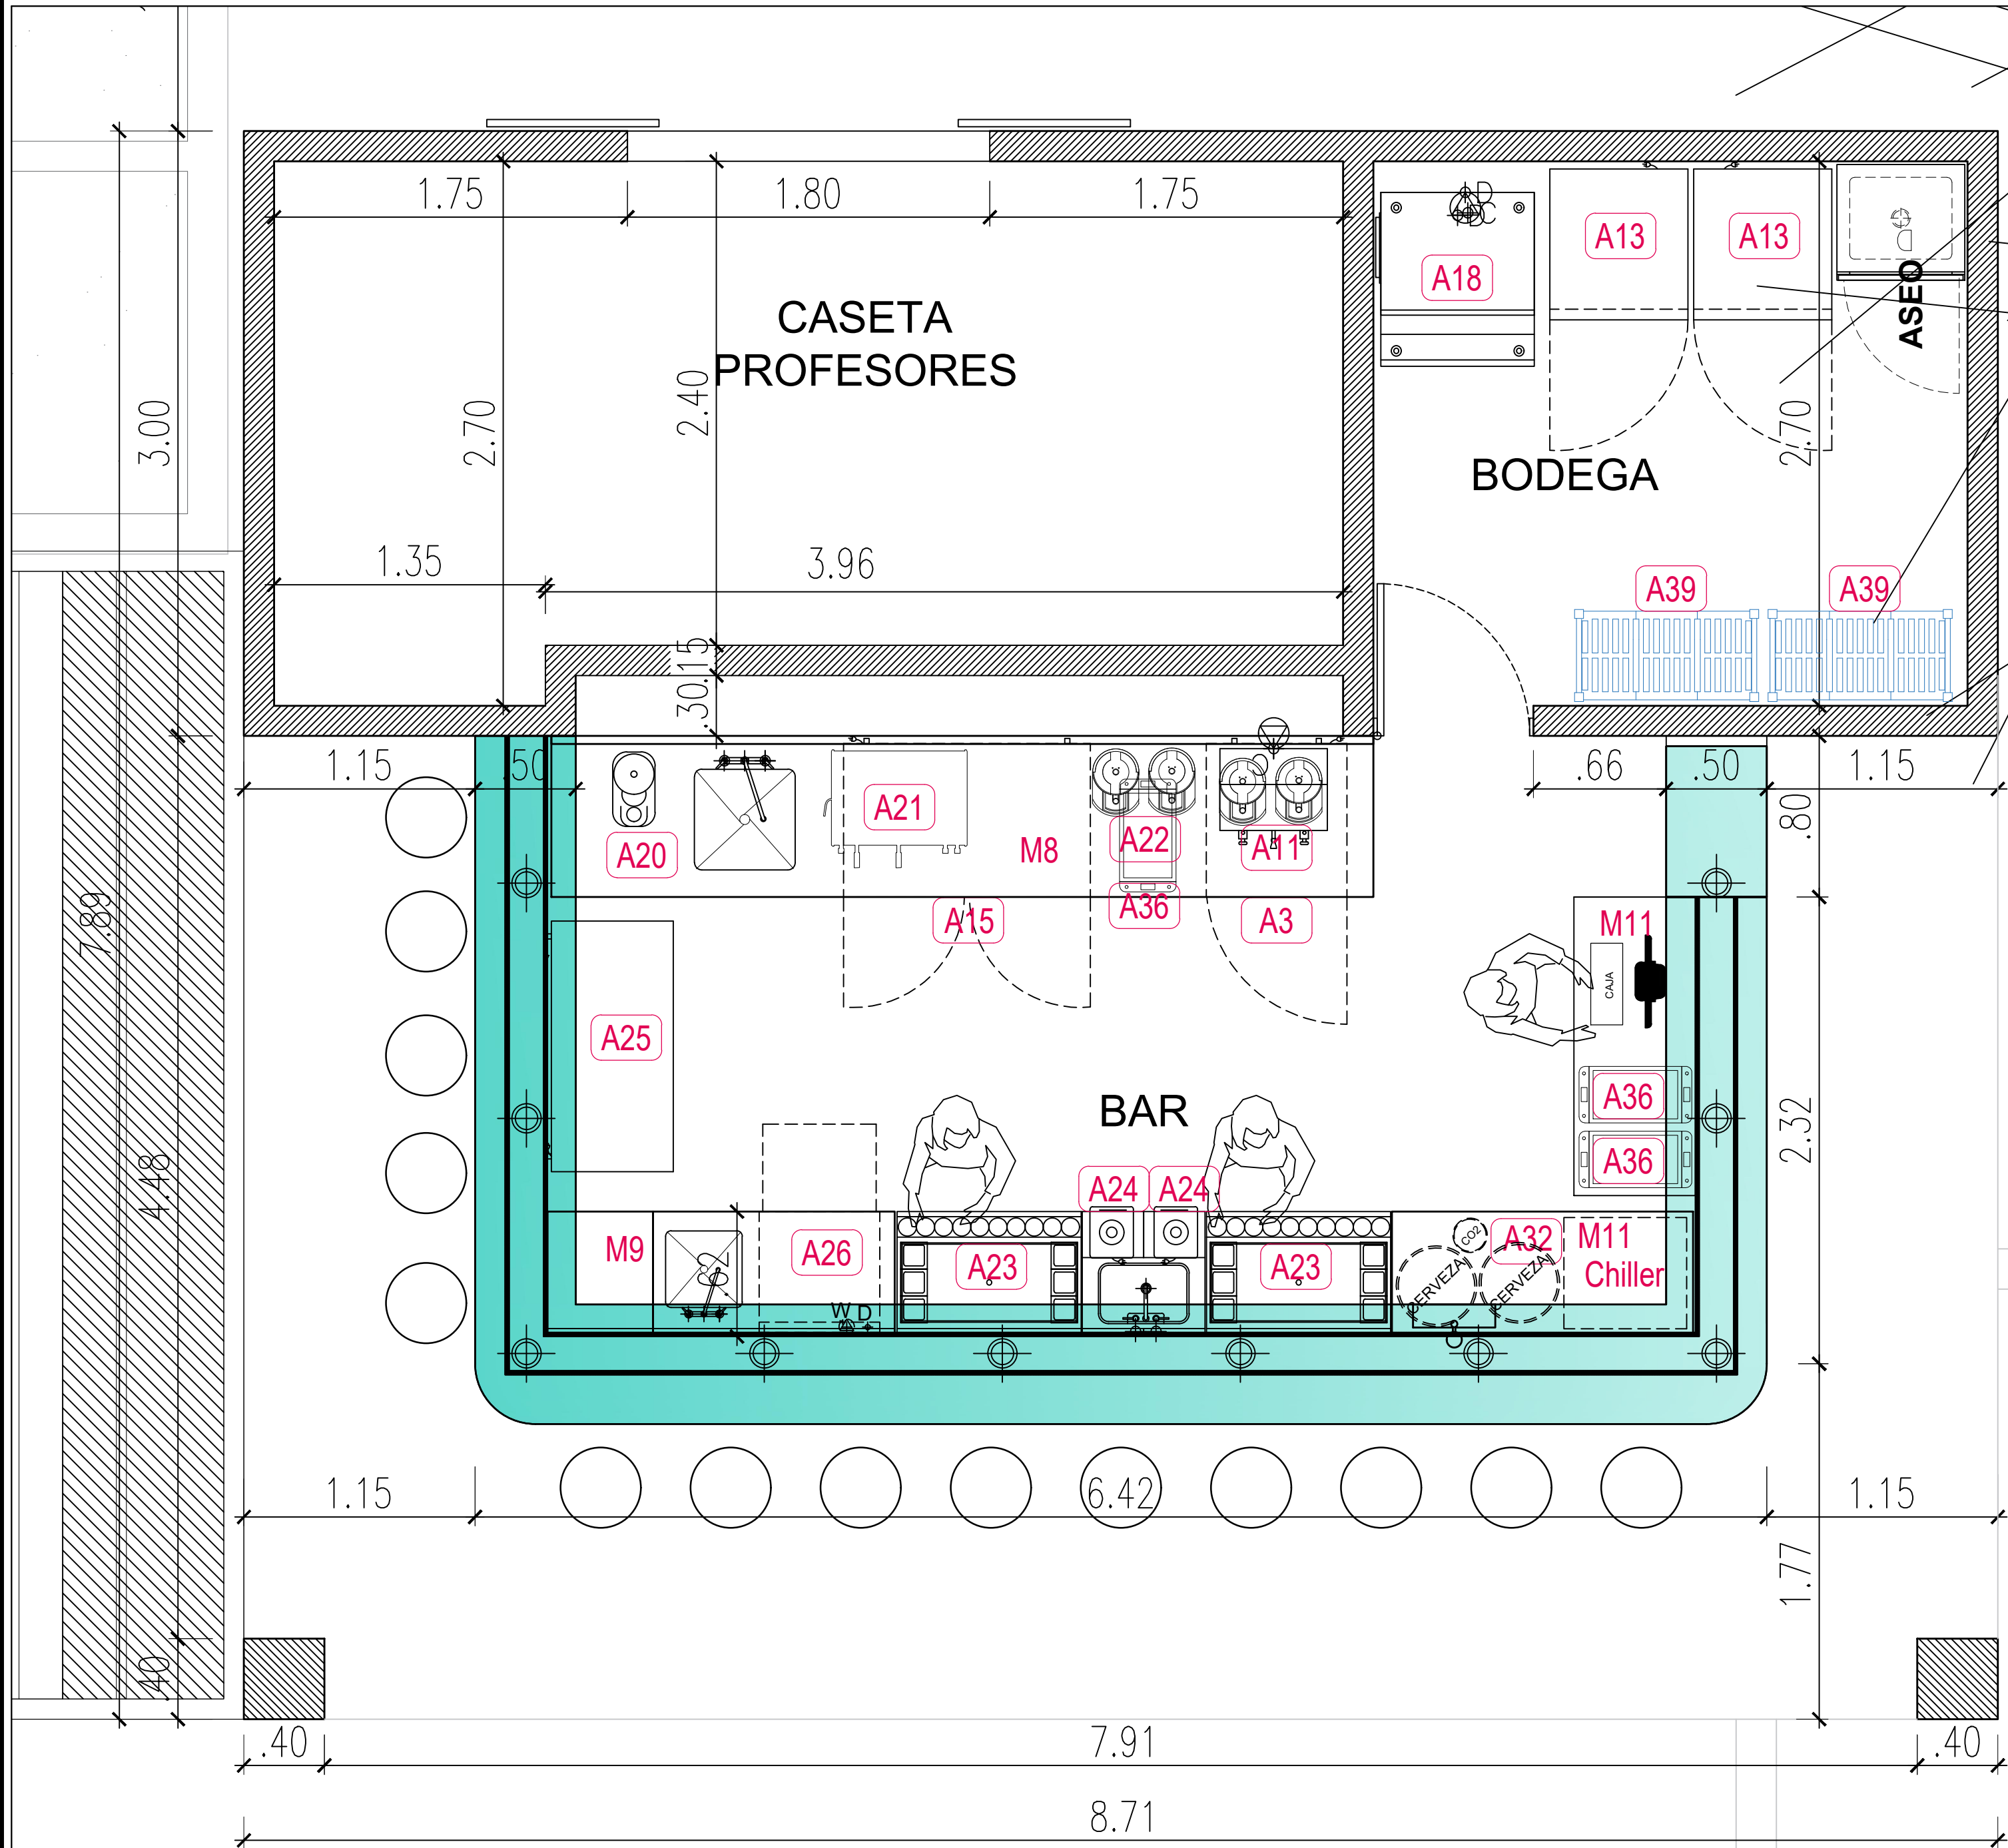 1.75
1.80
1.75
D
DC
A18
A13
A13
D
ASEO
CASETA
PROFESORES
3.00
2.70
2.40
2.70
BODEGA
1.35
3.96
A39
A39
.15
.30
1.15
.50
.66
.50
1.15
.80
A20
A21
M8
A22
A11
A36
A15
A3
M11
CAJA
7.89
A25
A36
BAR
A36
2.32
4.48
A24
A24
M9
A26
A23
A23
CO2
A32
M11
Chiller
CERVEZA
CERVEZA
W
D
1.15
6.42
1.15
1.77
.40
.40
7.91
.40
8.71